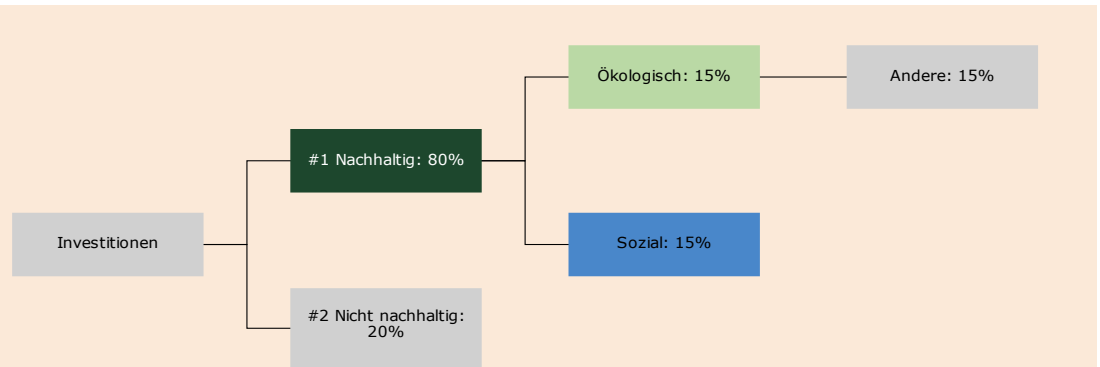 Ökologisch: 15%
Andere: 15%
#1 Nachhaltig: 80%
Investitionen
Sozial: 15%
#2 Nicht nachhaltig:
20%